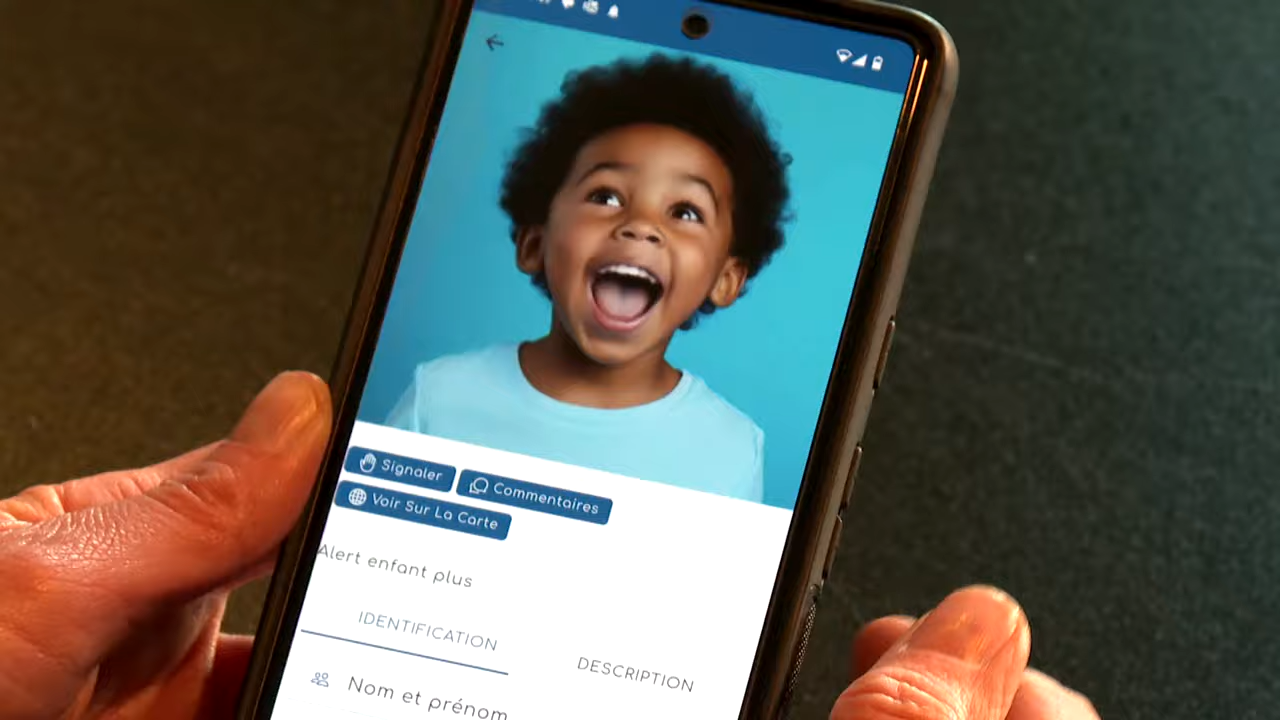 Signaler
Commentaires
Voir Sur La Carte
Alert enfant plus
IDENTIFICATION
DESCRIPTION
Nom et prénom